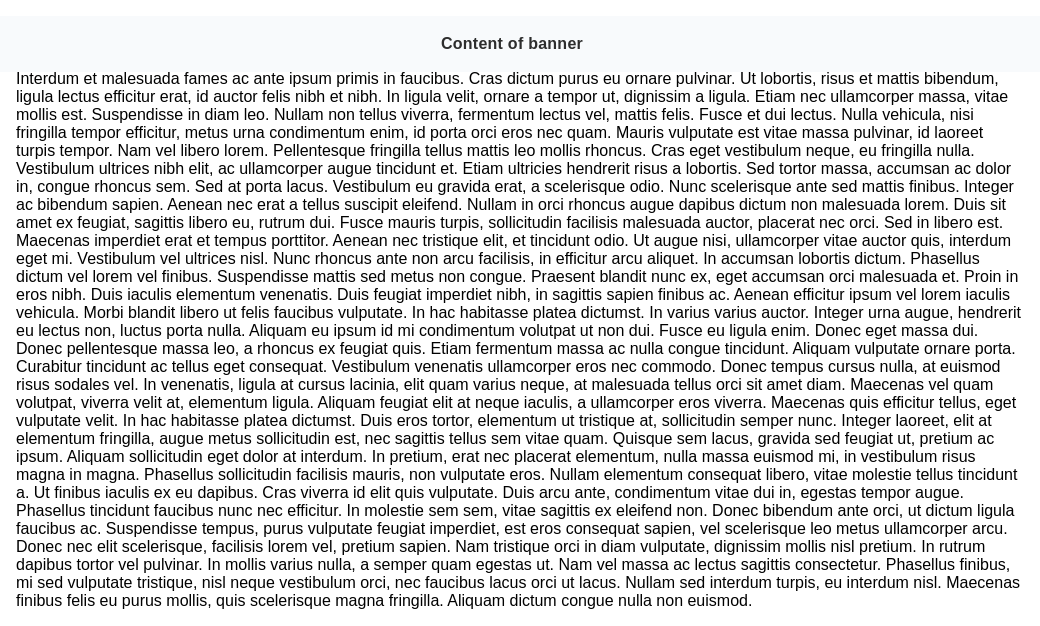 Content of banner
Interdum et malesuada fames ac ante ipsum primis in faucibus. Cras dictum purus eu ornare pulvinar. Ut lobortis, risus et mattis bibendum,
ligula lectus efficitur erat, id auctor felis nibh et nibh. In ligula velit, ornare a tempor ut, dignissim a ligula. Etiam nec ullamcorper massa, vitae
mollis est. Suspendisse in diam leo. Nullam non tellus viverra, fermentum lectus vel, mattis felis. Fusce et dui lectus. Nulla vehicula, nisi
fringilla tempor efficitur, metus urna condimentum enim, id porta orci eros nec quam. Mauris vulputate est vitae massa pulvinar, id laoreet
turpis tempor. Nam vel libero lorem. Pellentesque fringilla tellus mattis leo mollis rhoncus. Cras eget vestibulum neque, eu fringilla nulla.
Vestibulum ultrices nibh elit, ac ullamcorper augue tincidunt et. Etiam ultricies hendrerit risus a lobortis. Sed tortor massa, accumsan ac dolor
in, congue rhoncus sem. Sed at porta lacus. Vestibulum eu gravida erat, a scelerisque odio. Nunc scelerisque ante sed mattis finibus. Integer
ac bibendum sapien. Aenean nec erat a tellus suscipit eleifend. Nullam in orci rhoncus augue dapibus dictum non malesuada lorem. Duis sit
amet ex feugiat, sagittis libero eu, rutrum dui. Fusce mauris turpis, sollicitudin facilisis malesuada auctor, placerat nec orci. Sed in libero est.
Maecenas imperdiet erat et tempus porttitor. Aenean nec tristique elit, et tincidunt odio. Ut augue nisi, ullamcorper vitae auctor quis, interdum
eget mi. Vestibulum vel ultrices nisl. Nunc rhoncus ante non arcu facilisis, in efficitur arcu aliquet. In accumsan lobortis dictum. Phasellus
dictum vel lorem vel finibus. Suspendisse mattis sed metus non congue. Praesent blandit nunc ex, eget accumsan orci malesuada et. Proin in
eros nibh. Duis iaculis elementum venenatis. Duis feugiat imperdiet nibh, in sagittis sapien finibus ac. Aenean efficitur ipsum vel lorem iaculis
vehicula. Morbi blandit libero ut felis faucibus vulputate. In hac habitasse platea dictumst. In varius varius auctor. Integer urna augue, hendrerit
eu lectus non, luctus porta nulla. Aliquam eu ipsum id mi condimentum volutpat ut non dui. Fusce eu ligula enim. Donec eget massa dui.
Donec pellentesque massa leo, a rhoncus ex feugiat quis. Etiam fermentum massa ac nulla congue tincidunt. Aliquam vulputate ornare porta.
Curabitur tincidunt ac tellus eget consequat. Vestibulum venenatis ullamcorper eros nec commodo. Donec tempus cursus nulla, at euismod
risus sodales vel. In venenatis, ligula at cursus lacinia, elit quam varius neque, at malesuada tellus orci sit amet diam. Maecenas vel quam
volutpat, viverra velit at, elementum ligula. Aliquam feugiat elit at neque iaculis, a ullamcorper eros viverra. Maecenas quis efficitur tellus, eget
vulputate velit. In hac habitasse platea dictumst. Duis eros tortor, elementum ut tristique at, sollicitudin semper nunc. Integer laoreet, elit at
elementum fringilla, augue metus sollicitudin est, nec sagittis tellus sem vitae quam. Quisque sem lacus, gravida sed feugiat ut, pretium ac
ipsum. Aliquam sollicitudin eget dolor at interdum. In pretium, erat nec placerat elementum, nulla massa euismod mi, in vestibulum risus
magna in magna. Phasellus sollicitudin facilisis mauris, non vulputate eros. Nullam elementum consequat libero, vitae molestie tellus tincidunt
a. Ut finibus iaculis ex eu dapibus. Cras viverra id elit quis vulputate. Duis arcu ante, condimentum vitae dui in, egestas tempor augue.
Phasellus tincidunt faucibus nunc nec efficitur. In molestie sem sem, vitae sagittis ex eleifend non. Donec bibendum ante orci, ut dictum ligula
faucibus ac. Suspendisse tempus, purus vulputate feugiat imperdiet, est eros consequat sapien, vel scelerisque leo metus ullamcorper arcu.
Donec nec elit scelerisque, facilisis lorem vel, pretium sapien. Nam tristique orci in diam vulputate, dignissim mollis nisl pretium. In rutrum
dapibus tortor vel pulvinar. In mollis varius nulla, a semper quam egestas ut. Nam vel massa ac lectus sagittis consectetur. Phasellus finibus,
mi sed vulputate tristique, nisl neque vestibulum orci, nec faucibus lacus orci ut lacus. Nullam sed interdum turpis, eu interdum nisl. Maecenas
finibus felis eu purus mollis, quis scelerisque magna fringilla. Aliquam dictum congue nulla non euismod.